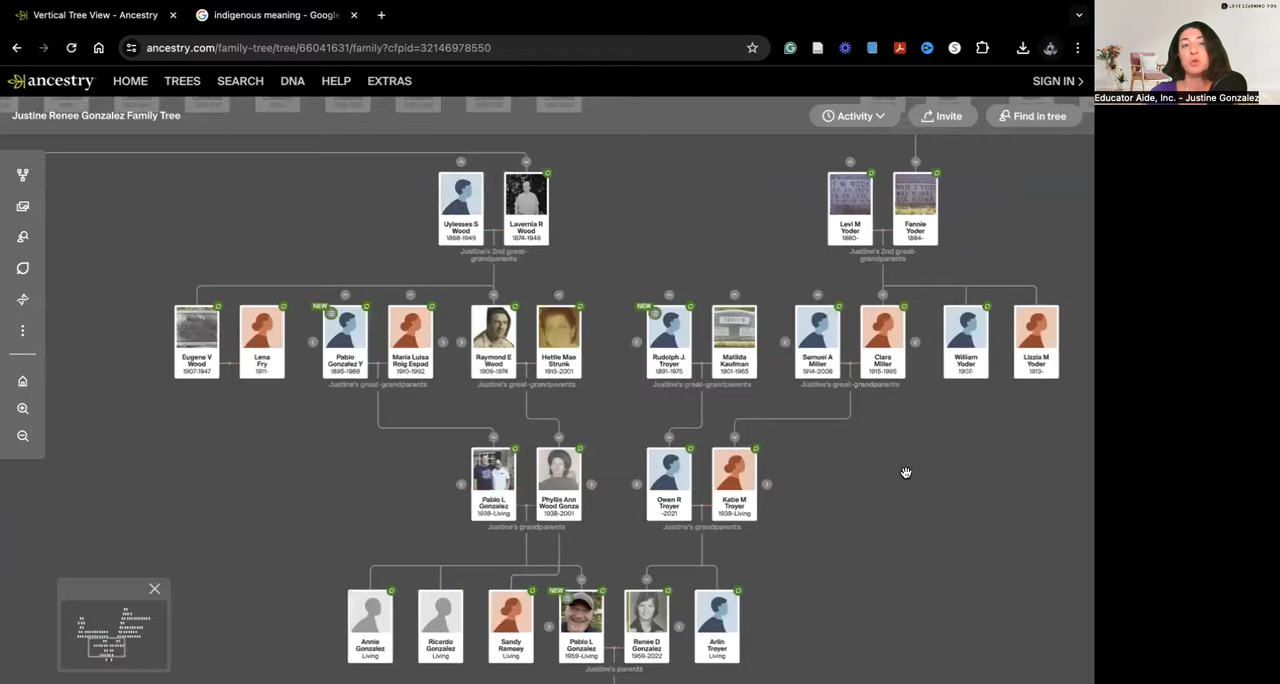 Vertical Tree View - Ancestry
indigenous meaning - Google
LOVE LEARNING YOU
ancestry.com/family-tree/tree/66041631/family?cfpid=32146978550
ancestry
HOME
TREES
SEARCH
DNA
HELP
EXTRAS
SIGN IN
Educator Aide, Inc. - Justine Gonzalez
Justine Renee Gonzalez Family Tree
Activity
Invite
Find in tree
Uylesses S Wood
1868-1949
Lavernia R Wood
1874-1948
Justine's 2nd great-grandparents
Levi M Yoder
1880-
Fannie Yoder
1884-
Justine's 2nd great-grandparents
Eugene V Wood
1907-1947
Lena Fry
1911-
NEW
Pablo Gonzalez Y
1895-1968
Maria Luisa Roig Espad
1910-1992
Justine's great-grandparents
Raymond E Wood
1909-1974
Hettie Mae Strunk
1915-2001
Justine's great-grandparents
NEW
Rudolph J. Troyer
1891-1975
Matilda Kaufman
1901-1965
Justine's great-grandparents
Samuel A Miller
1914-2008
Clara Miller
1915-1995
Justine's great-grandparents
William Yoder
1907-
Lizzia M Yoder
1913-
Pablo L Gonzalez
1938-Living
Phyllis Ann Wood Gonza
1938-2001
Justine's grandparents
Owen R Troyer
-2021
Katie M Troyer
1938-Living
Justine's grandparents
Annie Gonzalez
Living
Ricardo Gonzalez
Living
Sandy Ramsey
Living
NEW
Pablo L Gonzalez
1959-Living
Renee D Gonzalez
1959-2022
Justine's parents
Arlin Troyer
Living